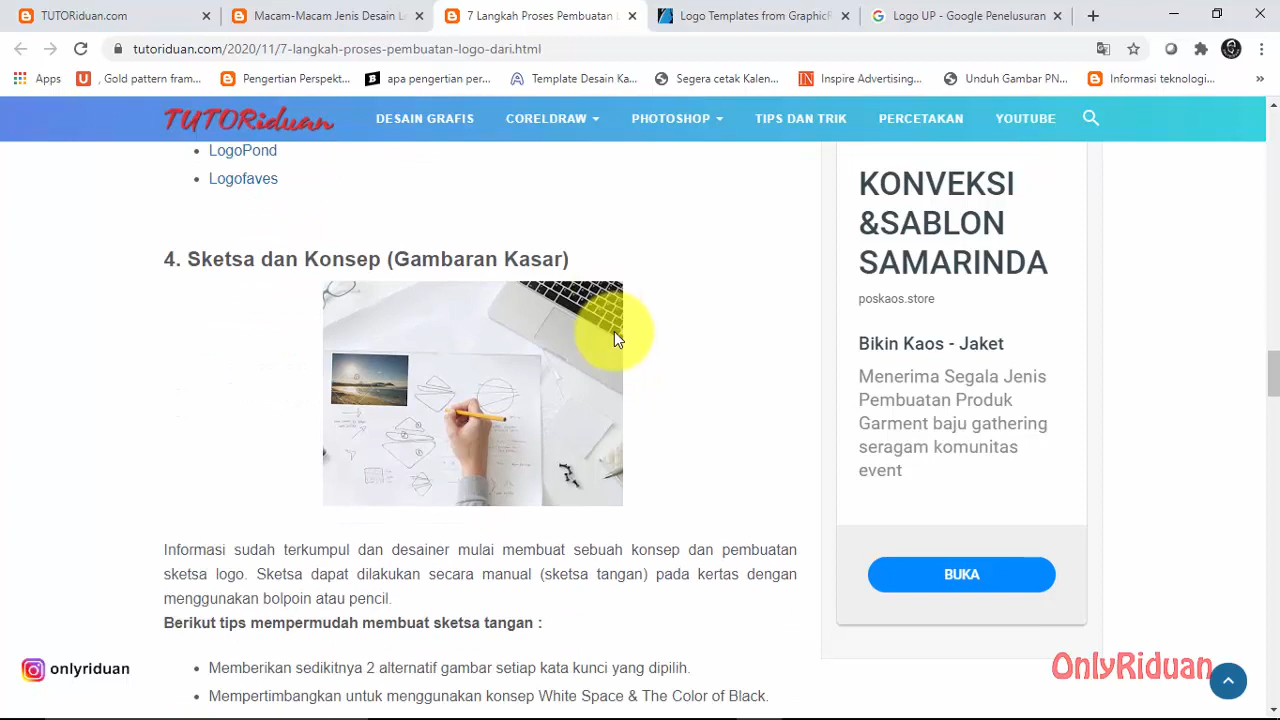 TUTORiduan.com
Macam-Macam Jenis Desain L
7 Langkah Proses Pembuatan
Logo Templates from GraphicR
Logo UP - Google Penelusuran
tutoriduan.com/2020/11/7-langkah-proses-pembuatan-logo-dari.html
Apps
, Gold pattern fram...
Pengertian Perspekt...
apa pengertian per...
Template Desain Ka...
Segera cetak Kalen...
Inspire Advertising...
Unduh Gambar PN...
Informasi teknologi...
»
TUTORiduan
DESAIN GRAFIS
CORELDRAW
PHOTOSHOP
TIPS DAN TRIK
PERCETAKAN
YOUTUBE
• LogoPond
• Logofaves
4. Sketsa dan Konsep (Gambaran Kasar)
Informasi sudah terkumpul dan desainer mulai membuat sebuah konsep dan pembuatan
sketsa logo. Sketsa dapat dilakukan secara manual (sketsa tangan) pada kertas dengan
menggunakan bolpoin atau pencil.
Berikut tips mempermudah membuat sketsa tangan :
• Memberikan sedikitnya 2 alternatif gambar setiap kata kunci yang dipilih.
• Mempertimbangkan untuk menggunakan konsep White Space & The Color of Black.
KONVEKSI
&SABLON
SAMARINDA
poskaos.store
Bikin Kaos - Jaket
Menerima Segala Jenis
Pembuatan Produk
Garment baju gathering
seragam komunitas
event
BUKA
onlyriduan
OnlyRiduan